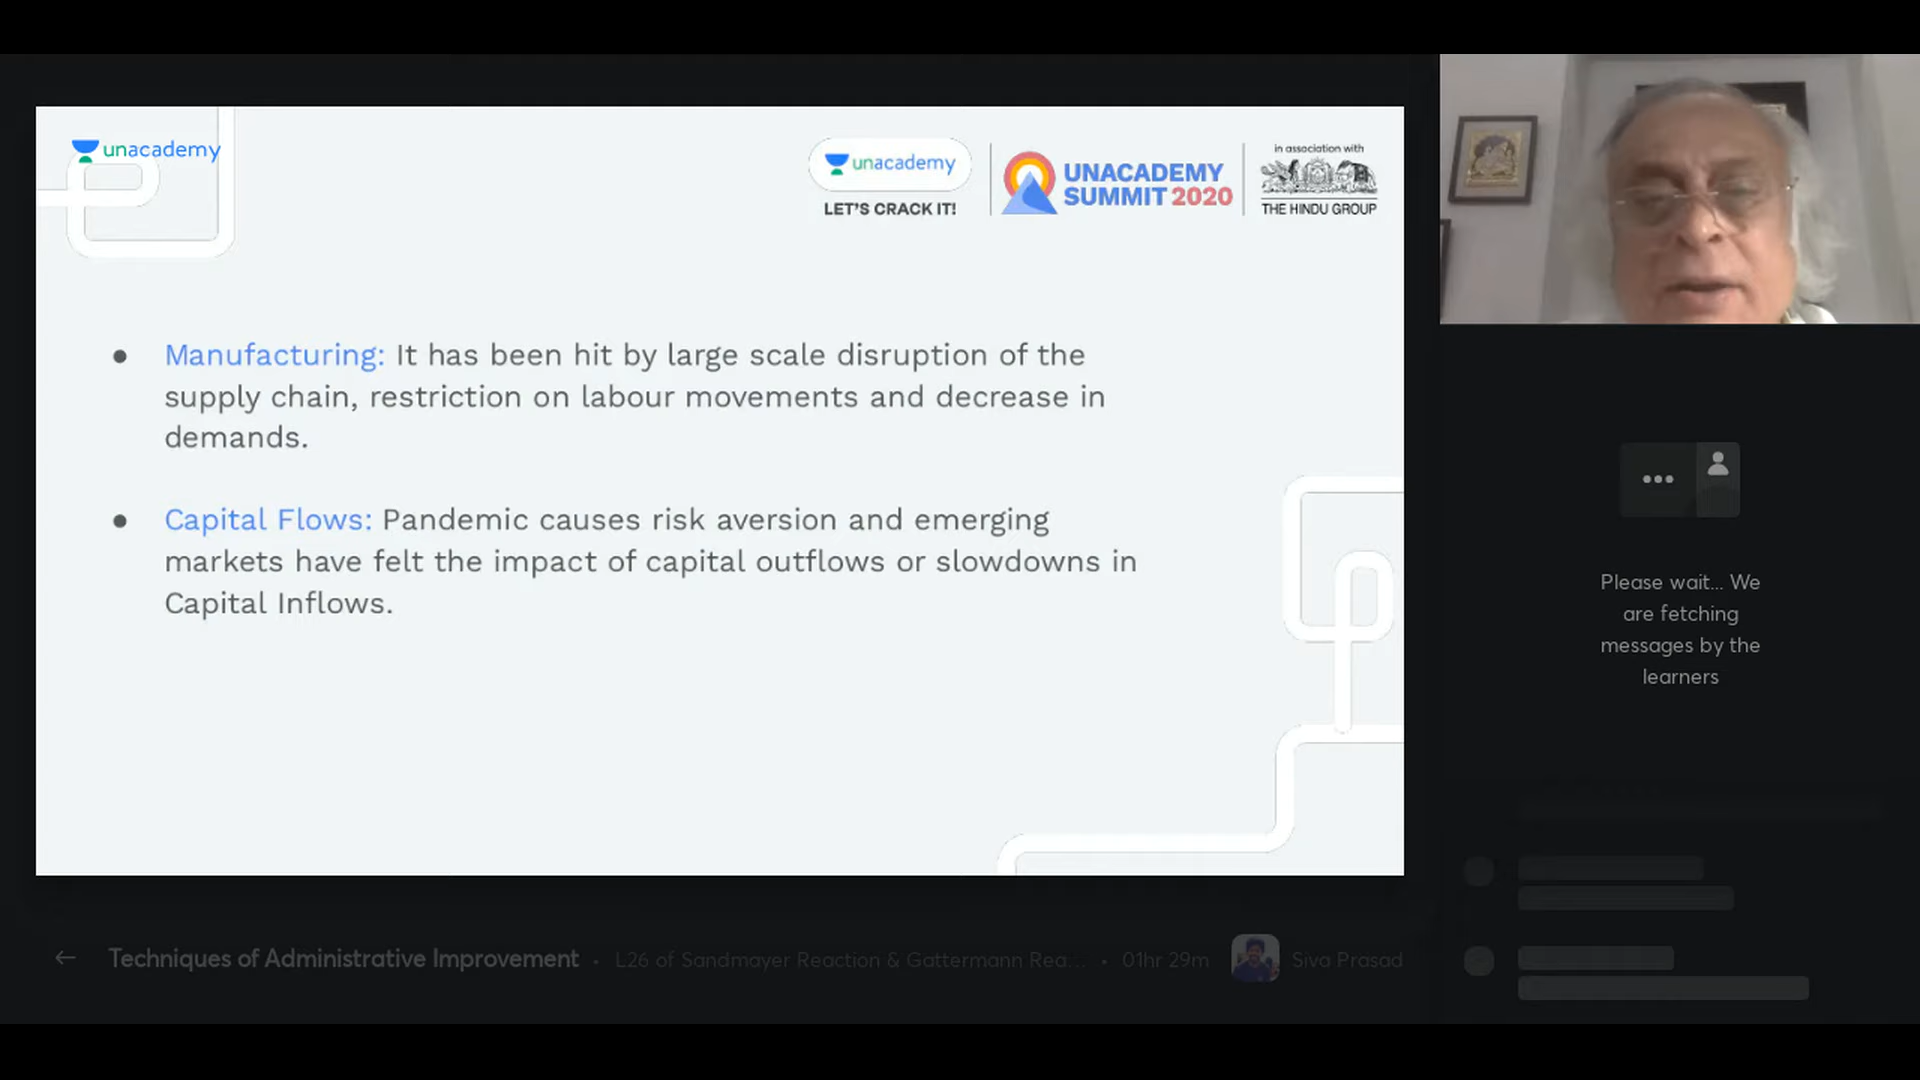 unacademy
unacademy
LET'S CRACK IT!
UNACADEMY
SUMMIT 2020
in association with
THE HINDU GROUP
● Manufacturing: It has been hit by large scale disruption of the
supply chain, restriction on labour movements and decrease in
demands.
● Capital Flows: Pandemic causes risk aversion and emerging
markets have felt the impact of capital outflows or slowdowns in
Capital Inflows.
Please wait... We
are fetching
messages by the
learners
Techniques of Administrative Improvement • L26 of Sandmayer Reaction & Gattermann Rea... • 01hr 29m Siva Prasad